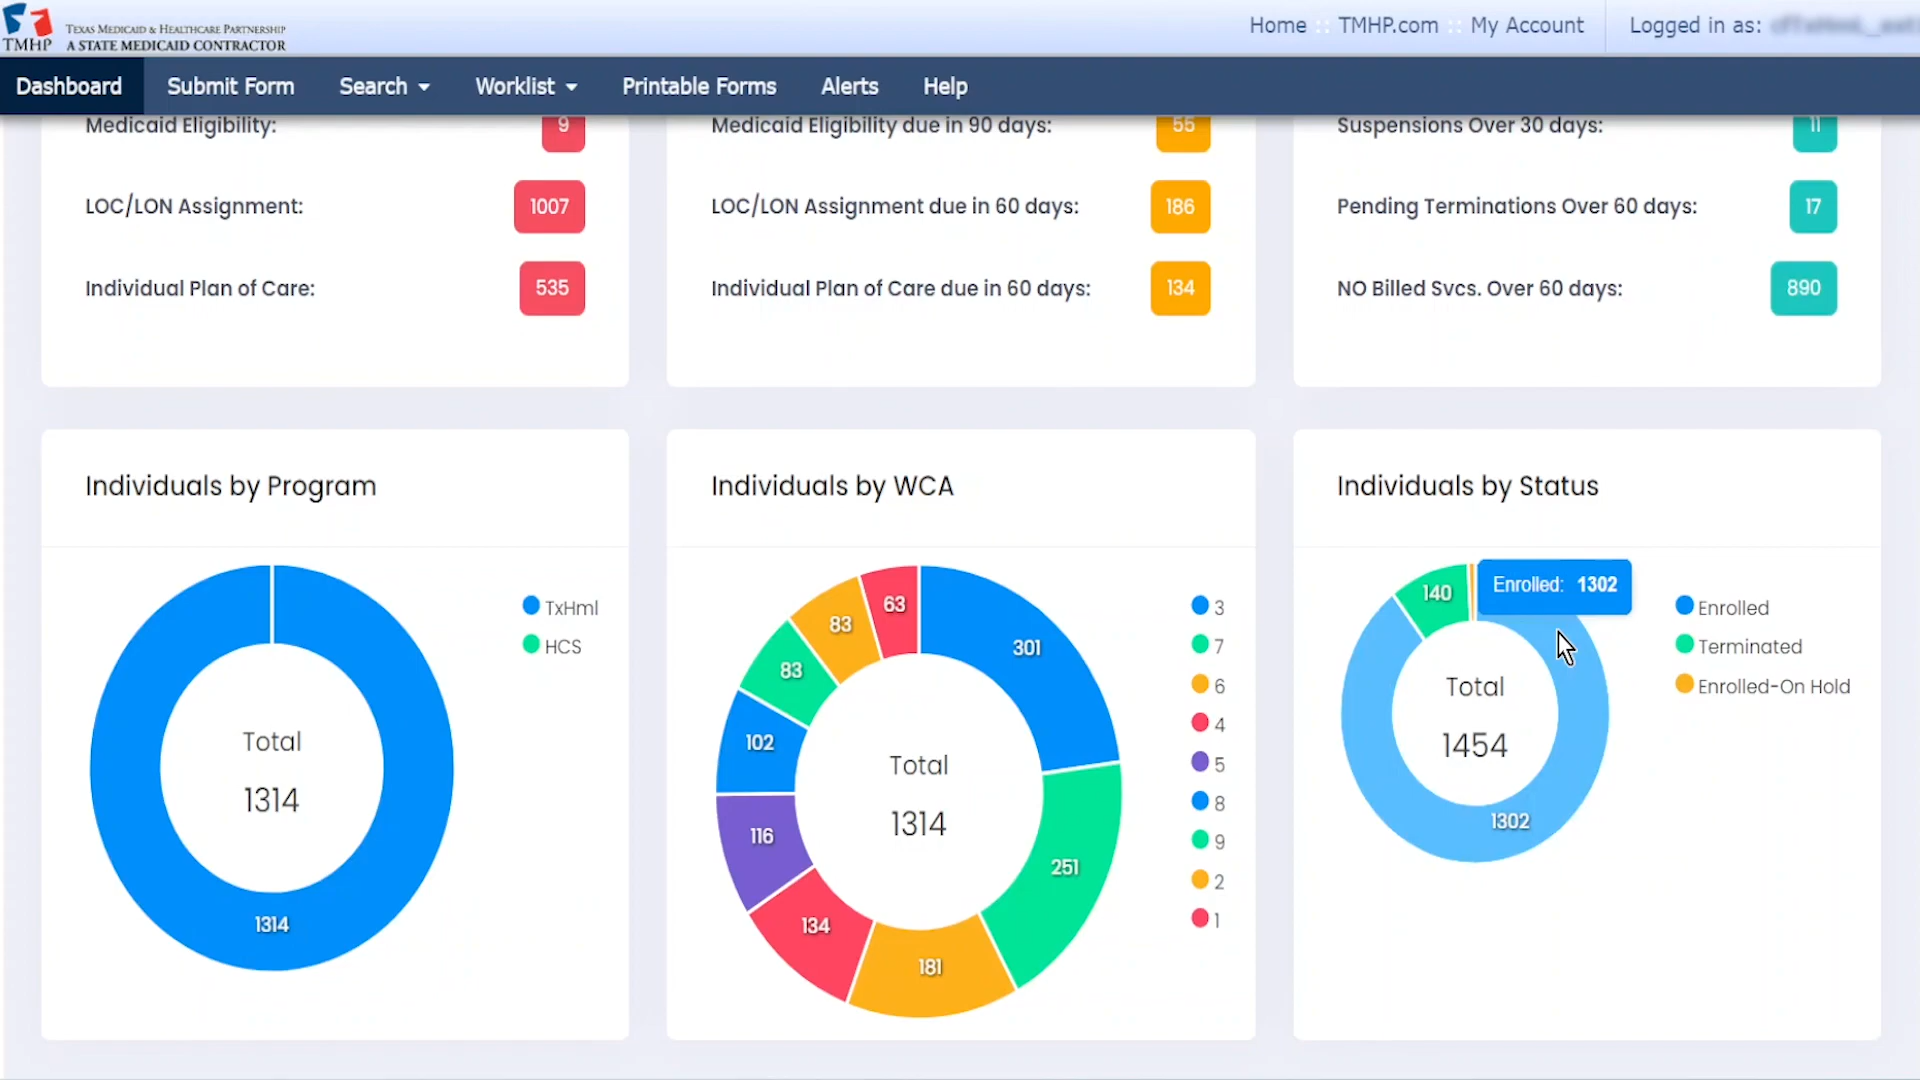 TMHP
TEXAS MEDICAID & HEALTHCARE PARTNERSHIP
A STATE MEDICAID CONTRACTOR
Home :: TMHP.com :: My Account
Logged in as:
Dashboard
Submit Form
Search
Worklist
Printable Forms
Alerts
Help
Medicaid Eligibility: 9
LOC/LON Assignment: 1007
Individual Plan of Care: 535
Medicaid Eligibility due in 90 days: 55
LOC/LON Assignment due in 60 days: 186
Individual Plan of Care due in 60 days: 134
Suspensions Over 30 days: 11
Pending Terminations Over 60 days: 17
NO Billed Svcs. Over 60 days: 890
Individuals by Program
Total
1314
1314
TxHml
HCS
Individuals by WCA
301
251
181
134
116
102
83
83
63
Total
1314
3
7
6
4
5
8
9
2
1
Individuals by Status
140
Enrolled: 1302
Total
1454
1302
Enrolled
Terminated
Enrolled-On Hold